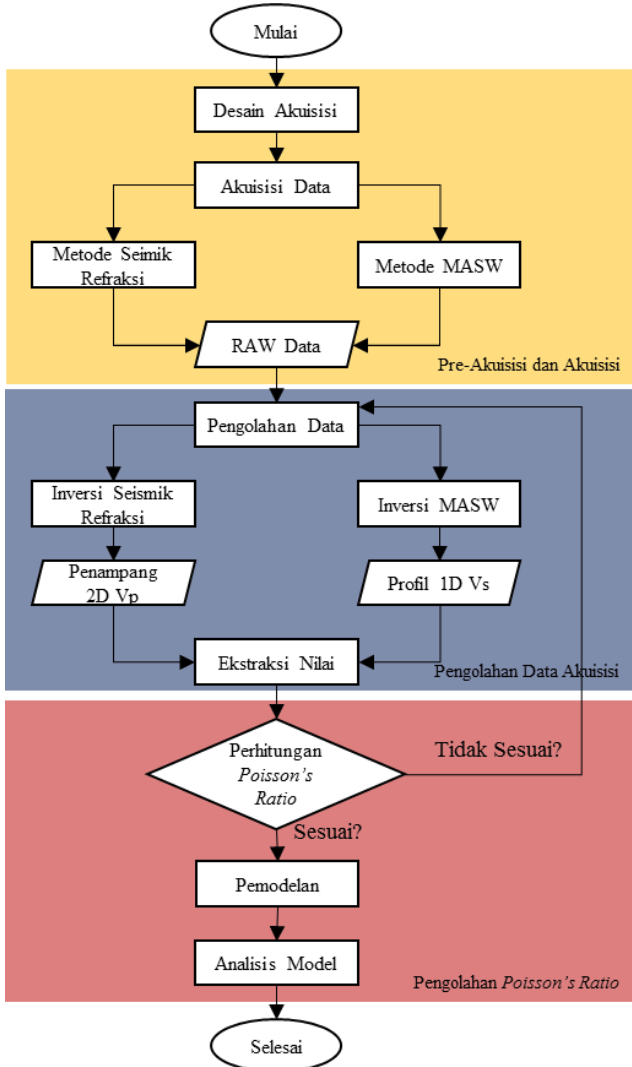 Mulai
Desain Akuisisi
Akuisisi Data
Metode Seimik
Refraksi
Metode MASW
RAW Data
Pre-Akuisisi dan Akuisisi
Pengolahan Data
Inversi Seismik
Refraksi
Inversi MASW
Penampang
2D Vp
Profil 1D Vs
Ekstraksi Nilai
Pengolahan Data Akuisisi
Perhitungan
Poisson's
Ratio
Tidak Sesuai?
Sesuai?
Pemodelan
Analisis Model
Pengolahan Poisson's Ratio
Selesai